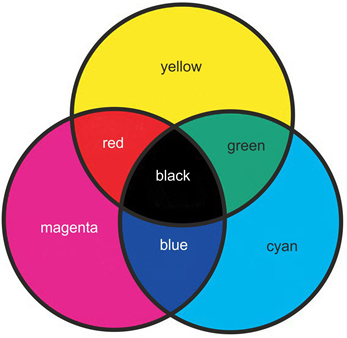 yellow
red
green
black
magenta
blue
cyan